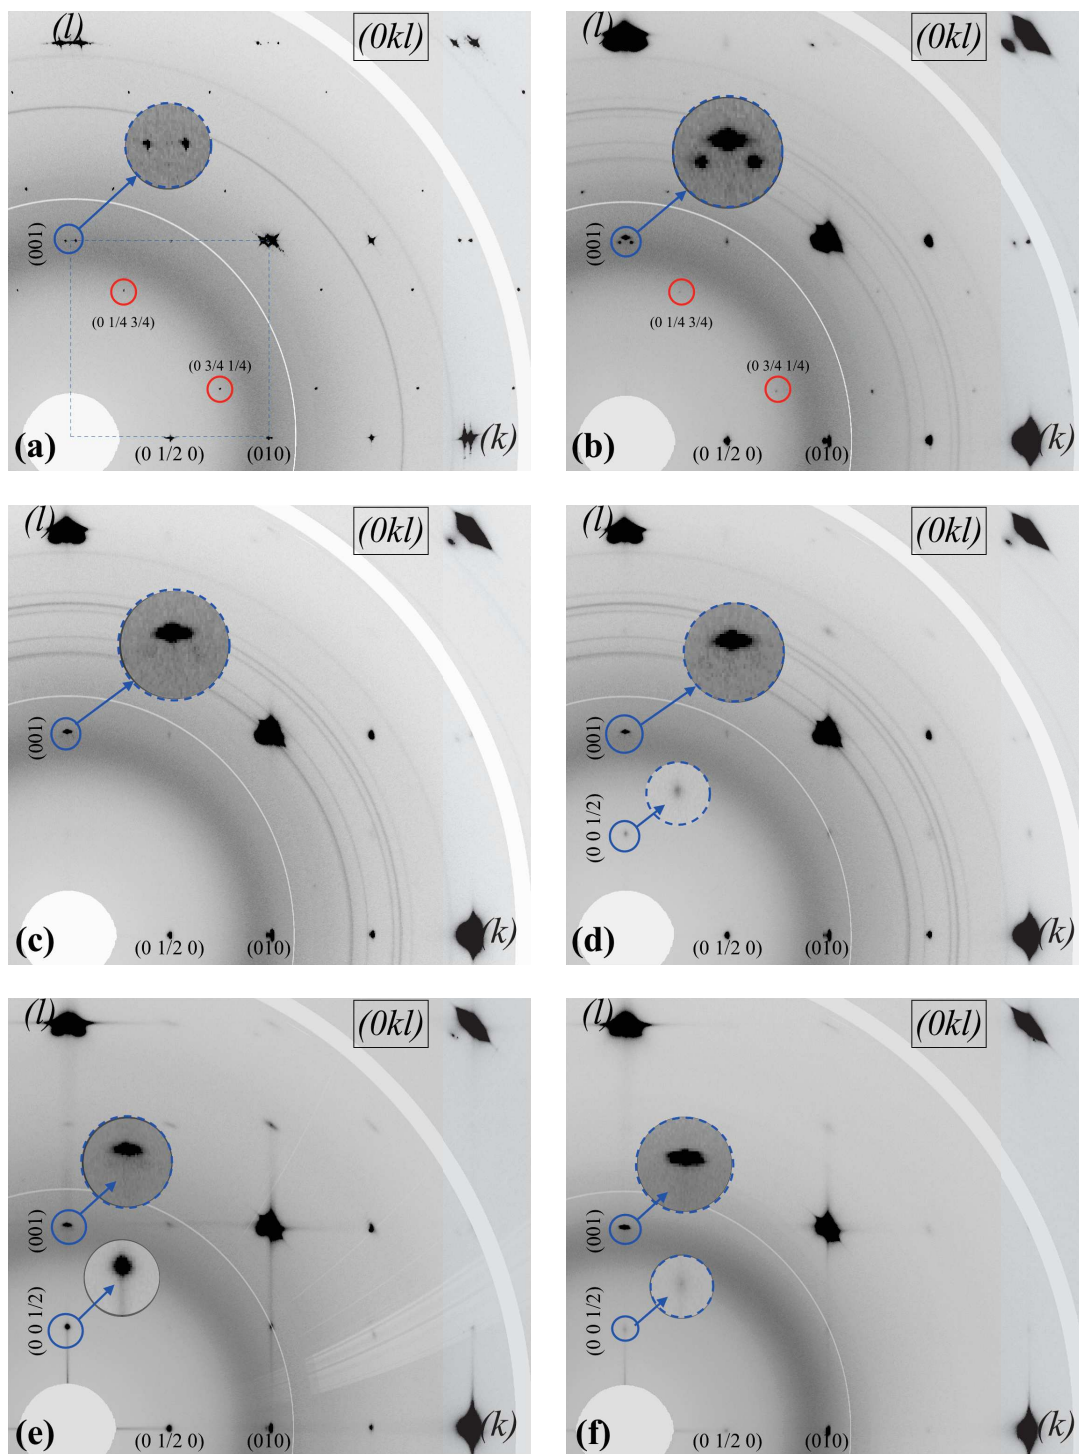 (l)
(0kl)
(001)
(0 1/4 3/4)
(0 3/4 1/4)
(a)
(0 1/2 0)
(010)
(k)
(l)
(0kl)
(001)
(0 1/4 3/4)
(0 3/4 1/4)
(b)
(0 1/2 0)
(010)
(k)
(l)
(0kl)
(001)
(c)
(0 1/2 0)
(010)
(k)
(l)
(0kl)
(001)
(0 0 1/2)
(d)
(0 1/2 0)
(010)
(k)
(l)
(0kl)
(001)
(0 0 1/2)
(e)
(0 1/2 0)
(010)
(k)
(l)
(0kl)
(001)
(0 0 1/2)
(f)
(0 1/2 0)
(010)
(k)